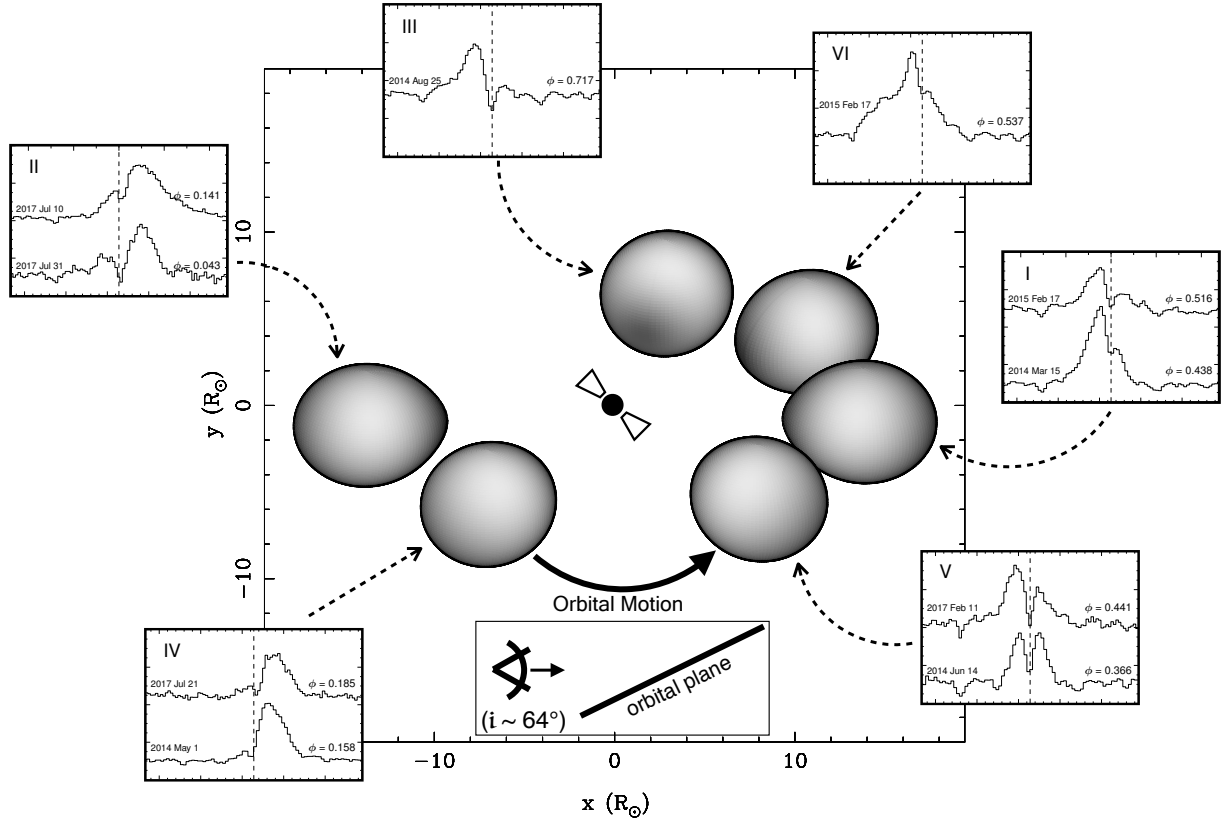 III
2014 Aug 25
ϕ = 0.717
VI
2015 Feb 17
ϕ = 0.537
II
2017 Jul 10
ϕ = 0.141
2017 Jul 31
ϕ = 0.043
I
2015 Feb 17
ϕ = 0.516
2014 Mar 15
ϕ = 0.438
V
2017 Feb 11
ϕ = 0.441
2014 Jun 14
ϕ = 0.366
IV
2017 Jul 21
ϕ = 0.185
2014 May 1
ϕ = 0.158
10
0
−10
y (R⊙)
Orbital Motion
(i ~ 64°)
orbital plane
−10
0
10
x (R⊙)